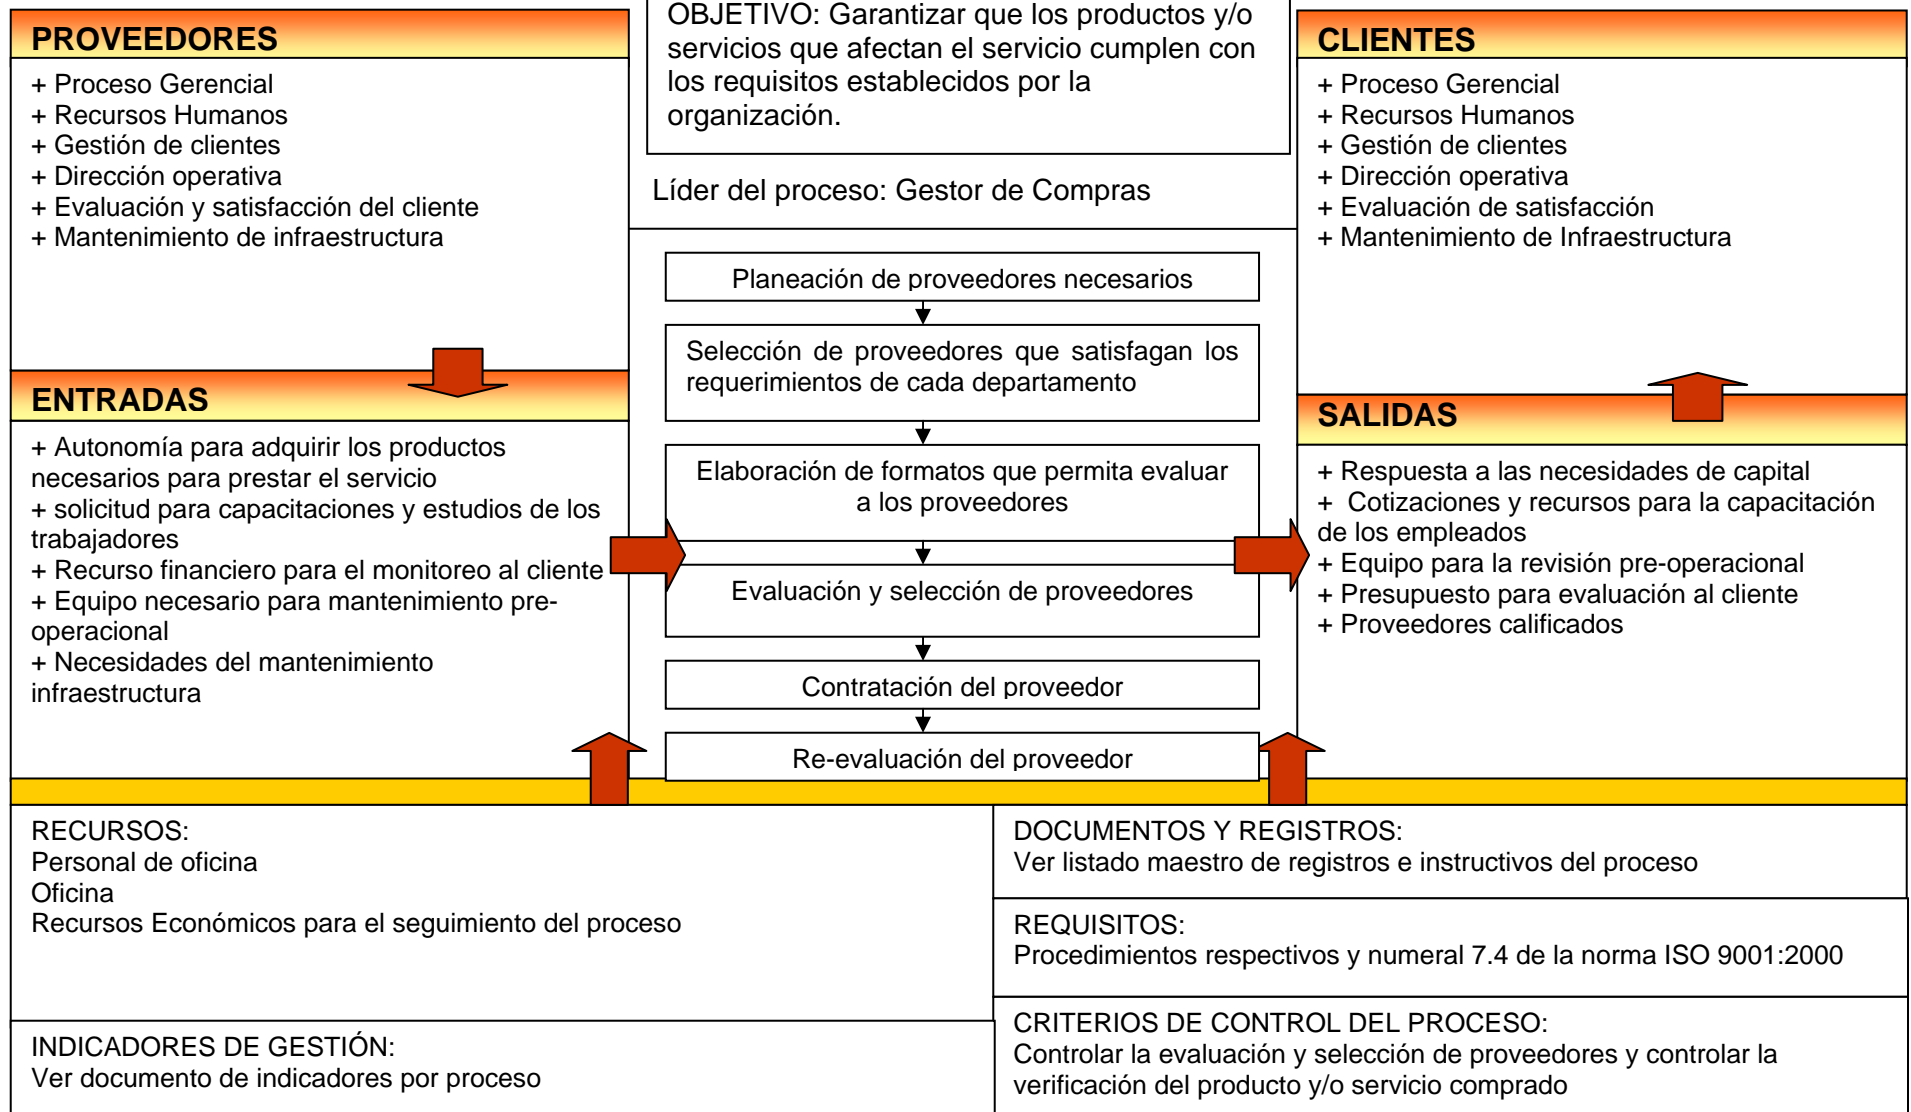 PROVEEDORES
+ Proceso Gerencial
+ Recursos Humanos
+ Gestión de clientes
+ Dirección operativa
+ Evaluación y satisfacción del cliente
+ Mantenimiento de infraestructura
ENTRADAS
+ Autonomía para adquirir los productos
necesarios para prestar el servicio
+ solicitud para capacitaciones y estudios de los
trabajadores
+ Recurso financiero para el monitoreo al cliente
+ Equipo necesario para mantenimiento pre-
operacional
+ Necesidades del mantenimiento
infraestructura
OBJETIVO: Garantizar que los productos y/o
servicios que afectan el servicio cumplen con
los requisitos establecidos por la
organización.
Líder del proceso: Gestor de Compras
Planeación de proveedores necesarios
Selección de proveedores que satisfagan los
requerimientos de cada departamento
Elaboración de formatos que permita evaluar
a los proveedores
Evaluación y selección de proveedores
Contratación del proveedor
Re-evaluación del proveedor
CLIENTES
+ Proceso Gerencial
+ Recursos Humanos
+ Gestión de clientes
+ Dirección operativa
+ Evaluación de satisfacción
+ Mantenimiento de Infraestructura
SALIDAS
+ Respuesta a las necesidades de capital
+ Cotizaciones y recursos para la capacitación
de los empleados
+ Equipo para la revisión pre-operacional
+ Presupuesto para evaluación al cliente
+ Proveedores calificados
RECURSOS:
Personal de oficina
Oficina
Recursos Económicos para el seguimiento del proceso
INDICADORES DE GESTIÓN:
Ver documento de indicadores por proceso
DOCUMENTOS Y REGISTROS:
Ver listado maestro de registros e instructivos del proceso
REQUISITOS:
Procedimientos respectivos y numeral 7.4 de la norma ISO 9001:2000
CRITERIOS DE CONTROL DEL PROCESO:
Controlar la evaluación y selección de proveedores y controlar la
verificación del producto y/o servicio comprado